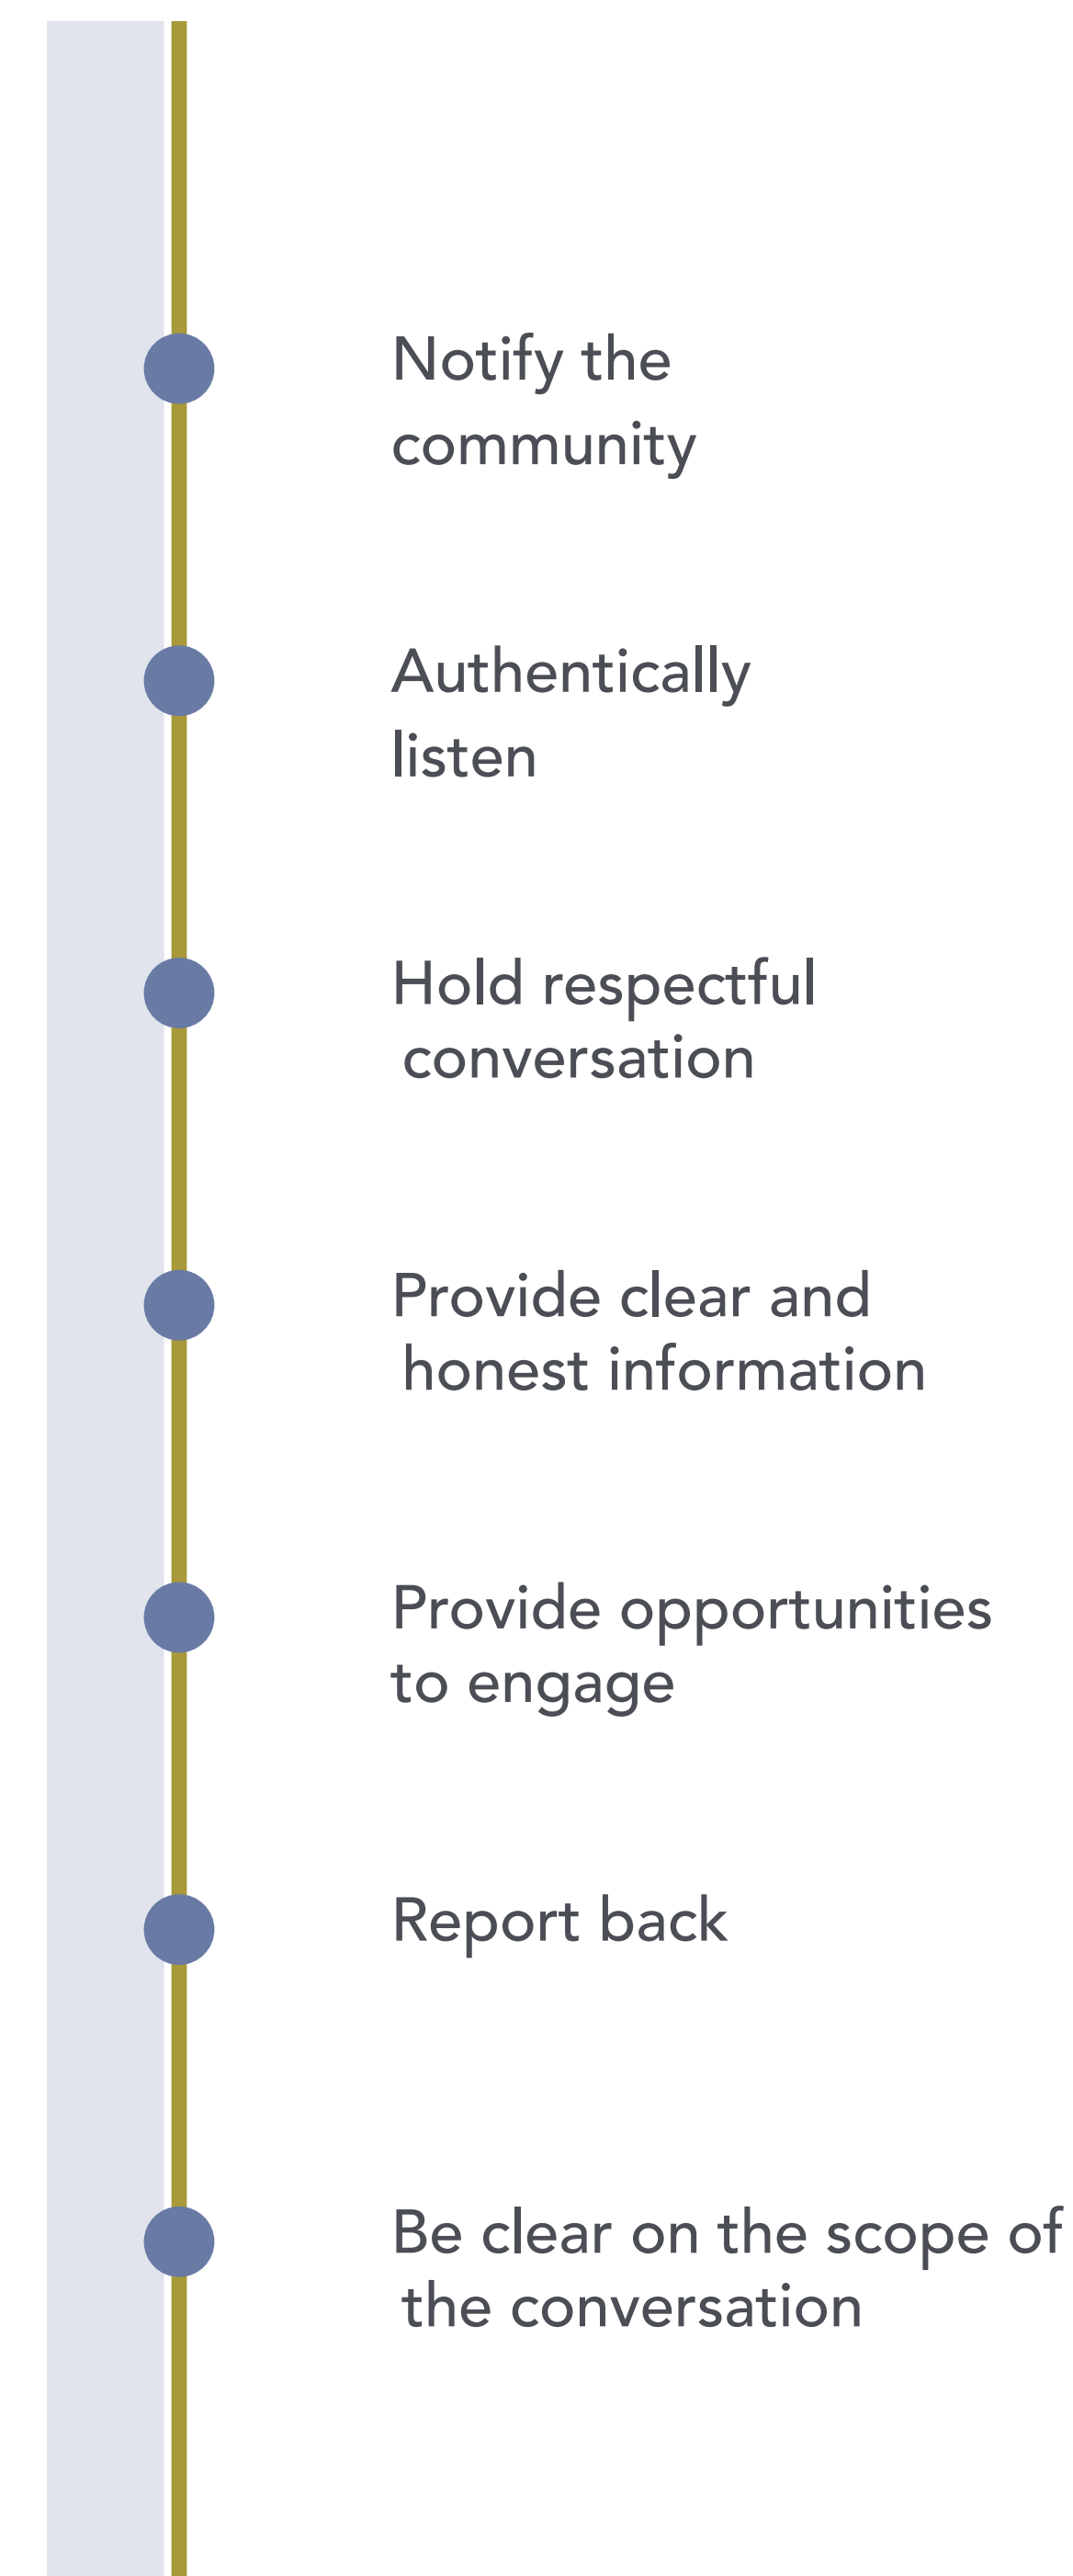 Notify the
community
Authentically
listen
Hold respectful
conversation
Provide clear and
honest information
Provide opportunities
to engage
Report back
Be clear on the scope of
the conversation